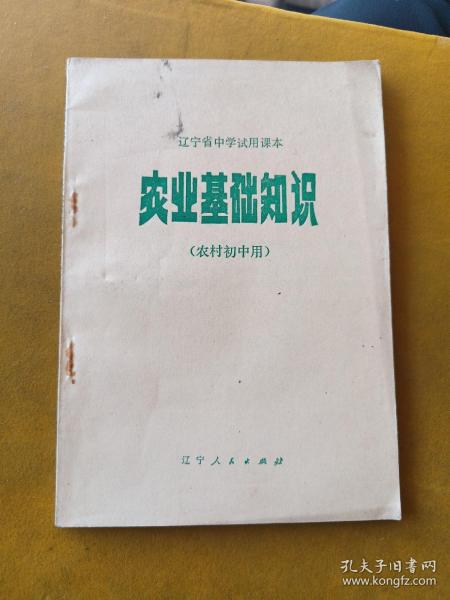 辽宁省中学试用课本
农业基础知识
（农村初中用）
辽宁人民出版社
孔夫子旧书网
www.kongfz.com